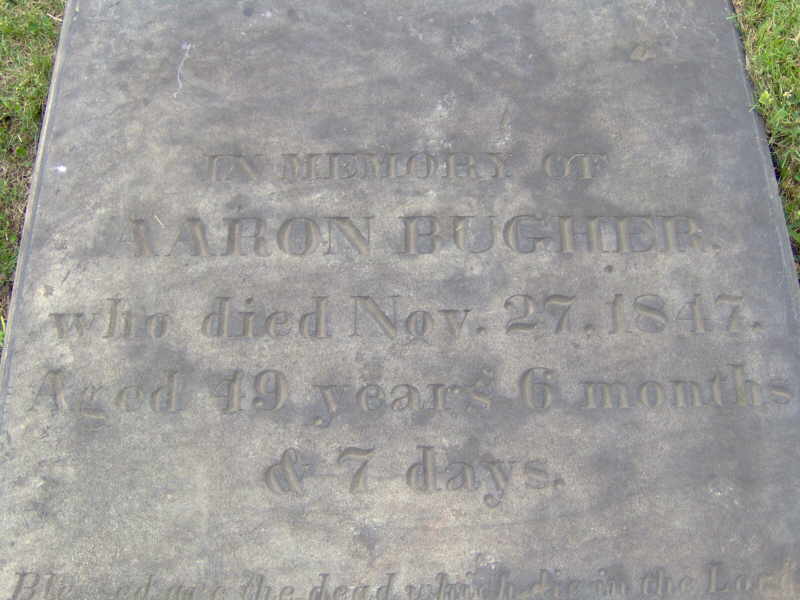 IN MEMORY OF
AARON BUGHER.
who died Nov. 27, 1847.
Aged 49 years 6 months
& 7 days.
Blessed are the dead which die in the Lord